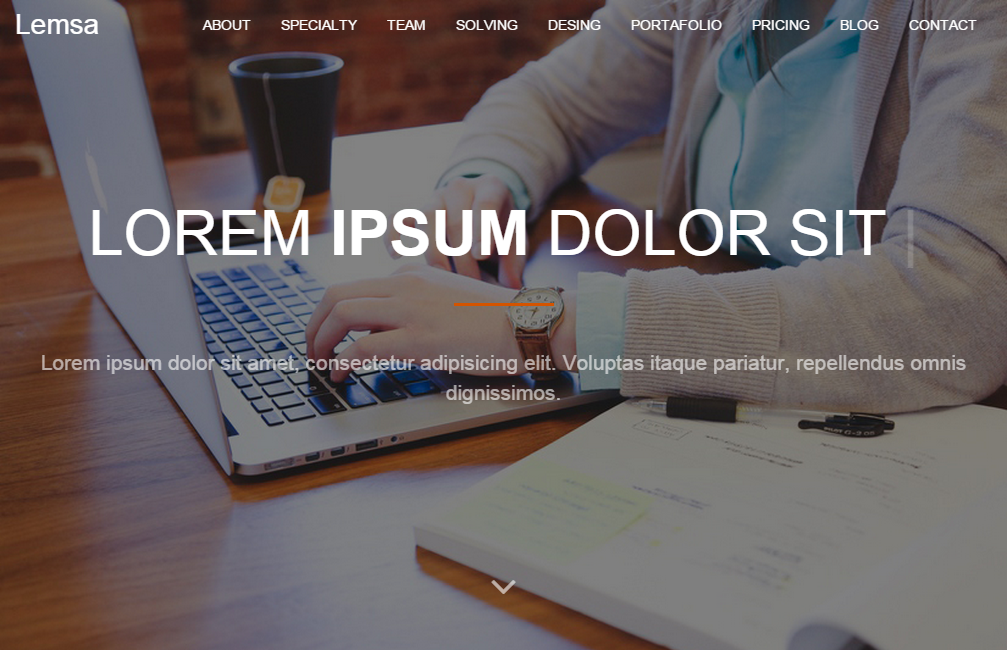 Lemsa
ABOUT SPECIALTY TEAM SOLVING DESING PORTAFOLIO PRICING BLOG CONTACT
LOREM IPSUM DOLOR SIT
Lorem ipsum dolor sit amet, consectetur adipisicing elit. Voluptas itaque pariatur, repellendus omnis
dignissimos.